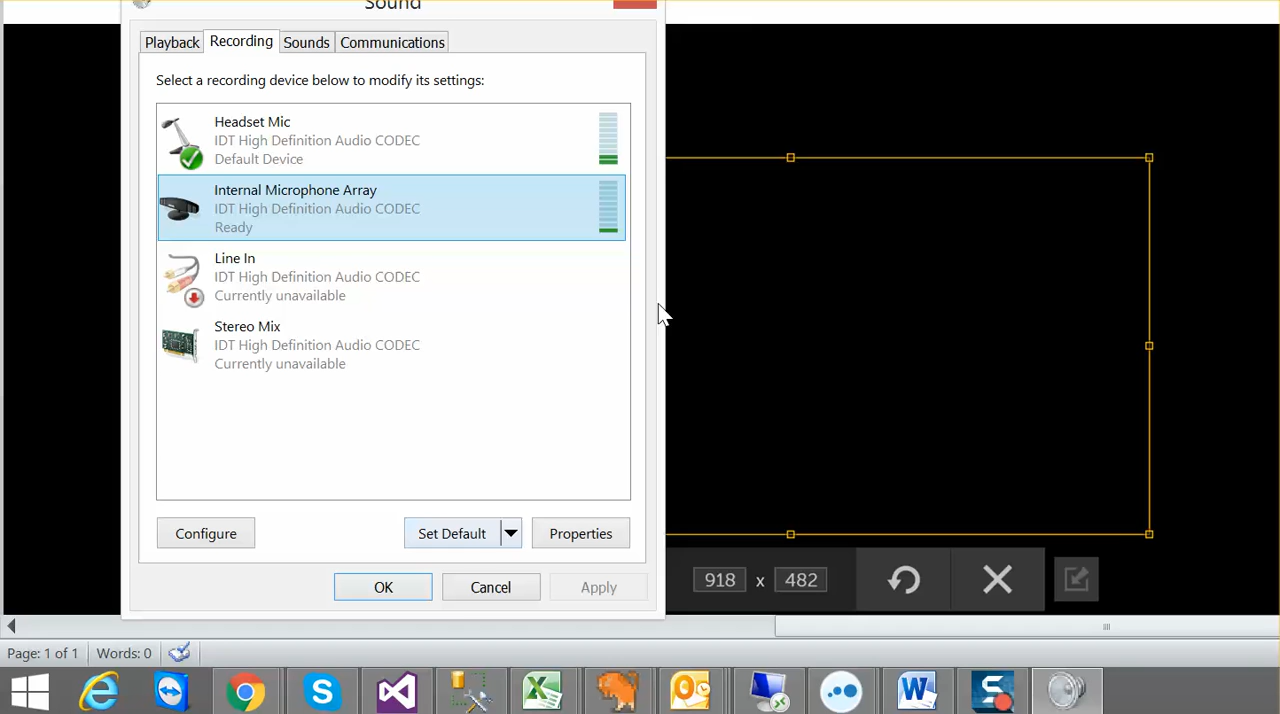 Sound
Playback
Recording
Sounds
Communications
Select a recording device below to modify its settings:
Headset Mic
IDT High Definition Audio CODEC
Default Device
Internal Microphone Array
IDT High Definition Audio CODEC
Ready
Line In
IDT High Definition Audio CODEC
Currently unavailable
Stereo Mix
IDT High Definition Audio CODEC
Currently unavailable
Configure
Set Default
Properties
OK
Cancel
Apply
918 x 482
Page: 1 of 1
Words: 0